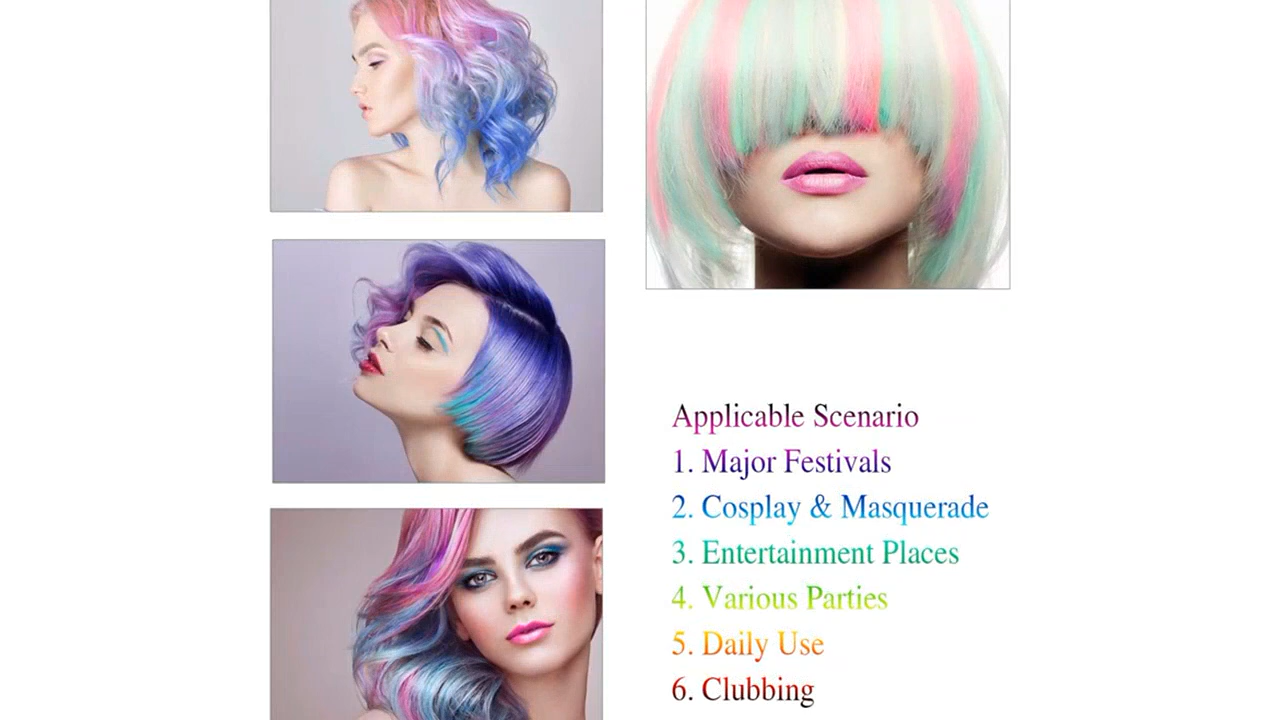 Applicable Scenario
1. Major Festivals
2. Cosplay & Masquerade
3. Entertainment Places
4. Various Parties
5. Daily Use
6. Clubbing